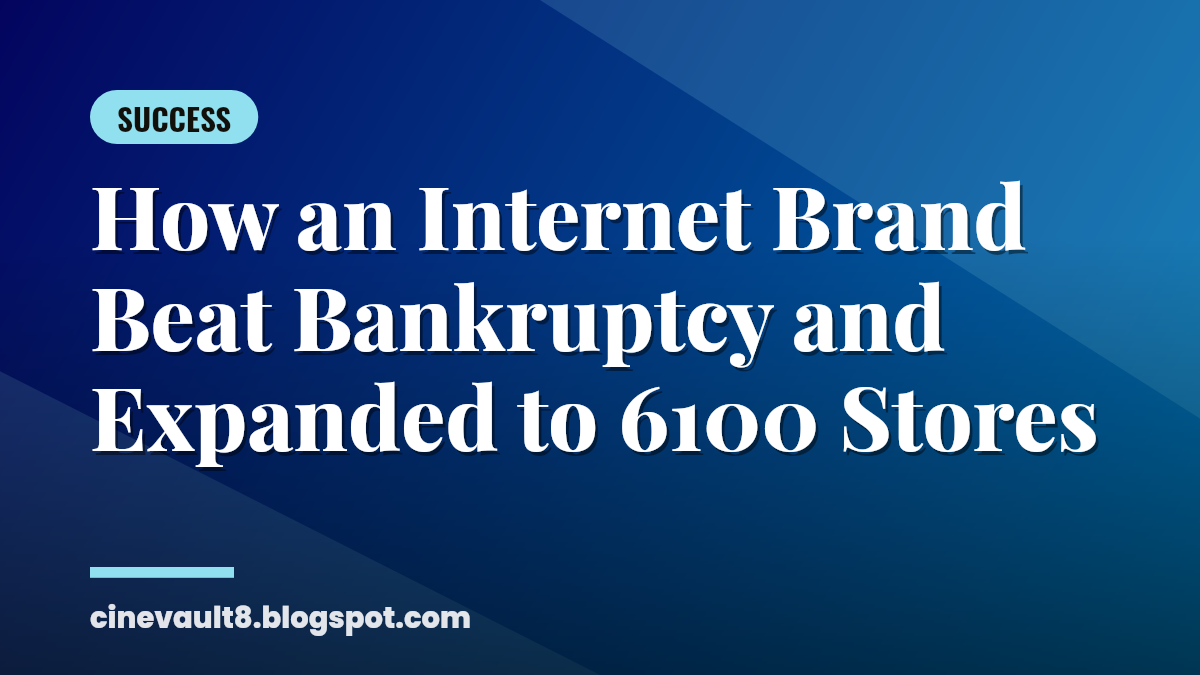 SUCCESS
How an Internet Brand
Beat Bankruptcy and
Expanded to 6100 Stores
cinevault8.blogspot.com